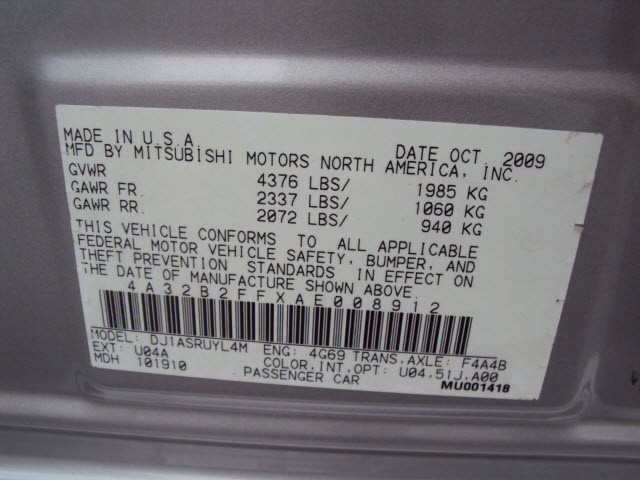 MADE IN U.S.A. DATE OCT. 2009
MFD BY MITSUBISHI MOTORS NORTH AMERICA, INC.
GVWR 4376 LBS/ 1985 KG
GAWR FR. 2337 LBS/ 1060 KG
GAWR RR. 2072 LBS/ 940 KG
THIS VEHICLE CONFORMS TO ALL APPLICABLE
FEDERAL MOTOR VEHICLE SAFETY, BUMPER, AND
THEFT PREVENTION STANDARDS IN EFFECT ON
THE DATE OF MANUFACTURE SHOWN ABOVE.
4A32B2FFXAE008912
MODEL: DJ1ASRUYL4M ENG: 4G69 TRANS.AXLE: F4A4B
EXT: U04A COLOR,INT,OPT: U04.51J.A00
MDH 101910 PASSENGER CAR
MU001418